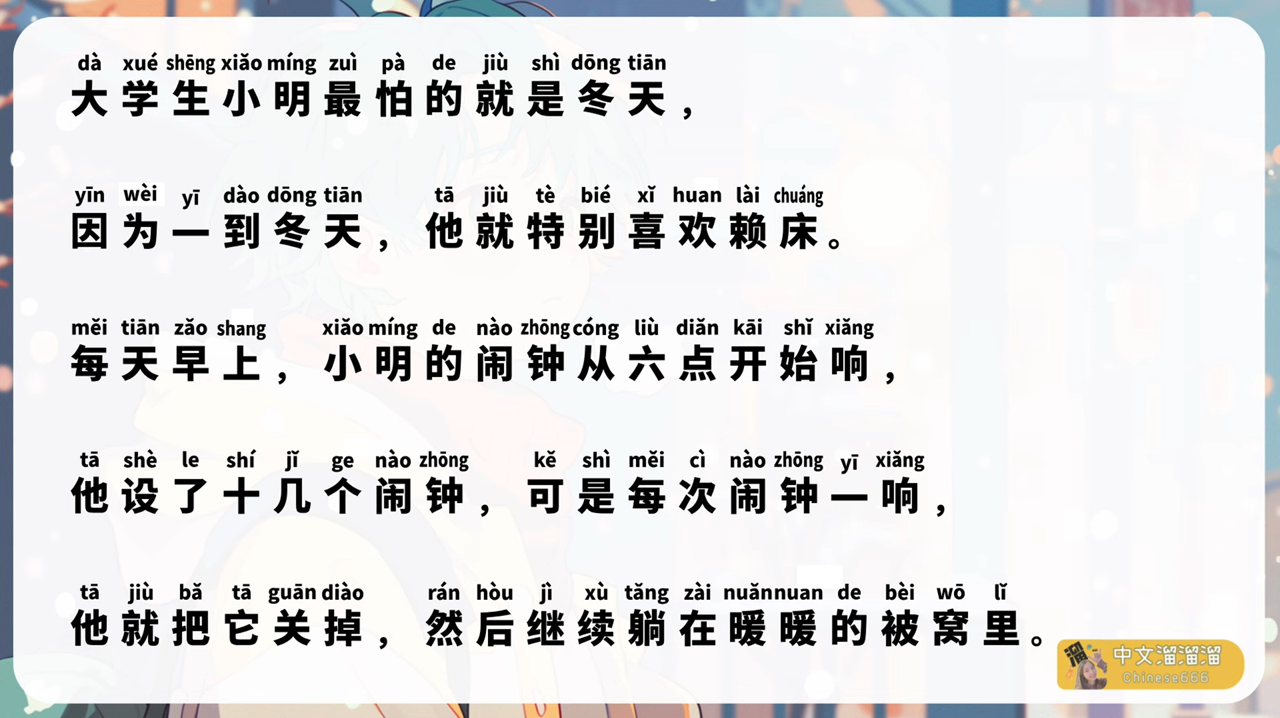 dà xué shēng xiǎo míng zuì pà de jiù shì dōng tiān
大学生小明最怕的就是冬天，
yīn wèi yī dào dōng tiān tā jiù tè bié xǐ huan lài chuáng
因为一到冬天，他就特别喜欢赖床。
měi tiān zǎo shang xiǎo míng de nào zhōng cóng liù diǎn kāi shǐ xiǎng
每天早上，小明的闹钟从六点开始响，
tā shè le shí jǐ ge nào zhōng kě shì měi cì nào zhōng yī xiǎng
他设了十几个闹钟，可是每次闹钟一响，
tā jiù bǎ tā guān diào rán hòu jì xù tǎng zài nuǎn nuan de bèi wō lǐ
他就把它关掉，然后继续躺在暖暖的被窝里。
溜
中文溜溜溜
Chinese666